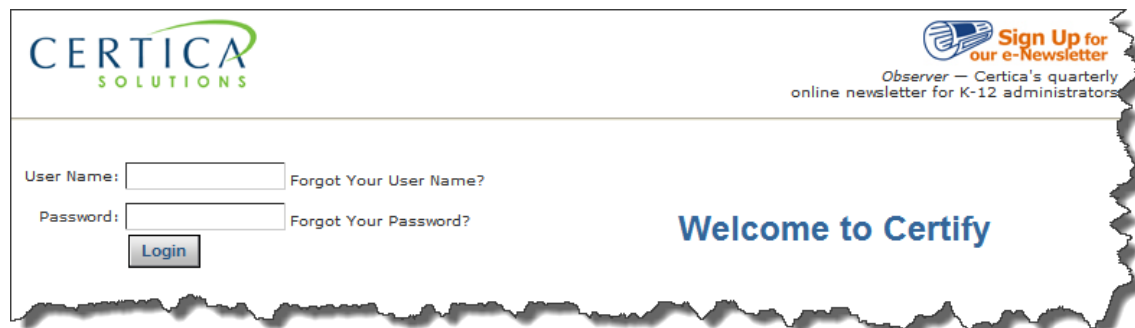 CERTICA
SOLUTIONS
Sign Up for
our e-Newsletter
Observer — Certica's quarterly
online newsletter for K-12 administrators
User Name:
Forgot Your User Name?
Password:
Forgot Your Password?
Login
Welcome to Certify